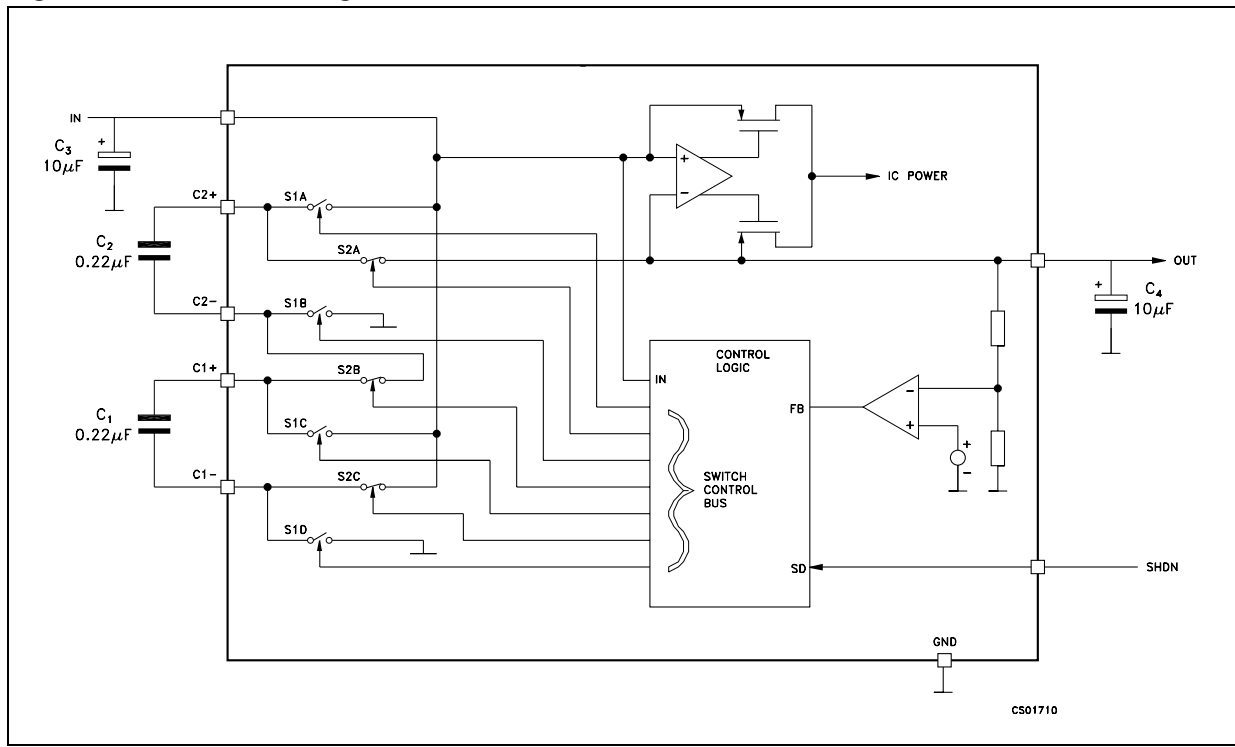 IN
C3
10µF
+
C2+
S1A
S2A
C2
0.22µF
C2-
S1B
C1+
S2B
C1
0.22µF
S1C
C1-
S2C
S1D
+
-
IC POWER
OUT
+
C4
10µF
CONTROL
LOGIC
IN
FB
-
+
+
-
SWITCH
CONTROL
BUS
SD
SHDN
GND
CS01710